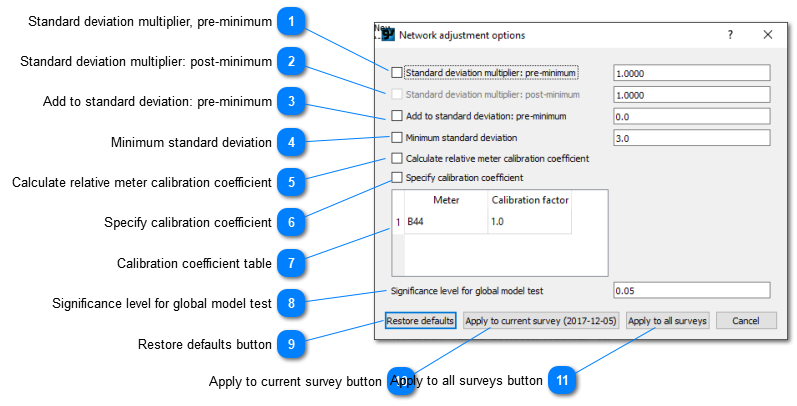 Standard deviation multiplier, pre-minimum 1
Standard deviation multiplier: post-minimum 2
Add to standard deviation: pre-minimum 3
Minimum standard deviation 4
Calculate relative meter calibration coefficient 5
Specify calibration coefficient 6
Calibration coefficient table 7
Significance level for global model test 8
Restore defaults button 9
Apply to current survey button 10
Apply to all surveys button 11
Network adjustment options ?
Standard deviation multiplier: pre-minimum 1.0000
Standard deviation multiplier: post-minimum 1.0000
Add to standard deviation: pre-minimum 0.0
Minimum standard deviation 3.0
Calculate relative meter calibration coefficient
Specify calibration coefficient
Meter Calibration factor
1 B44 1.0
Significance level for global model test 0.05
Restore defaults Apply to current survey (2017-12-05) Apply to all surveys Cancel